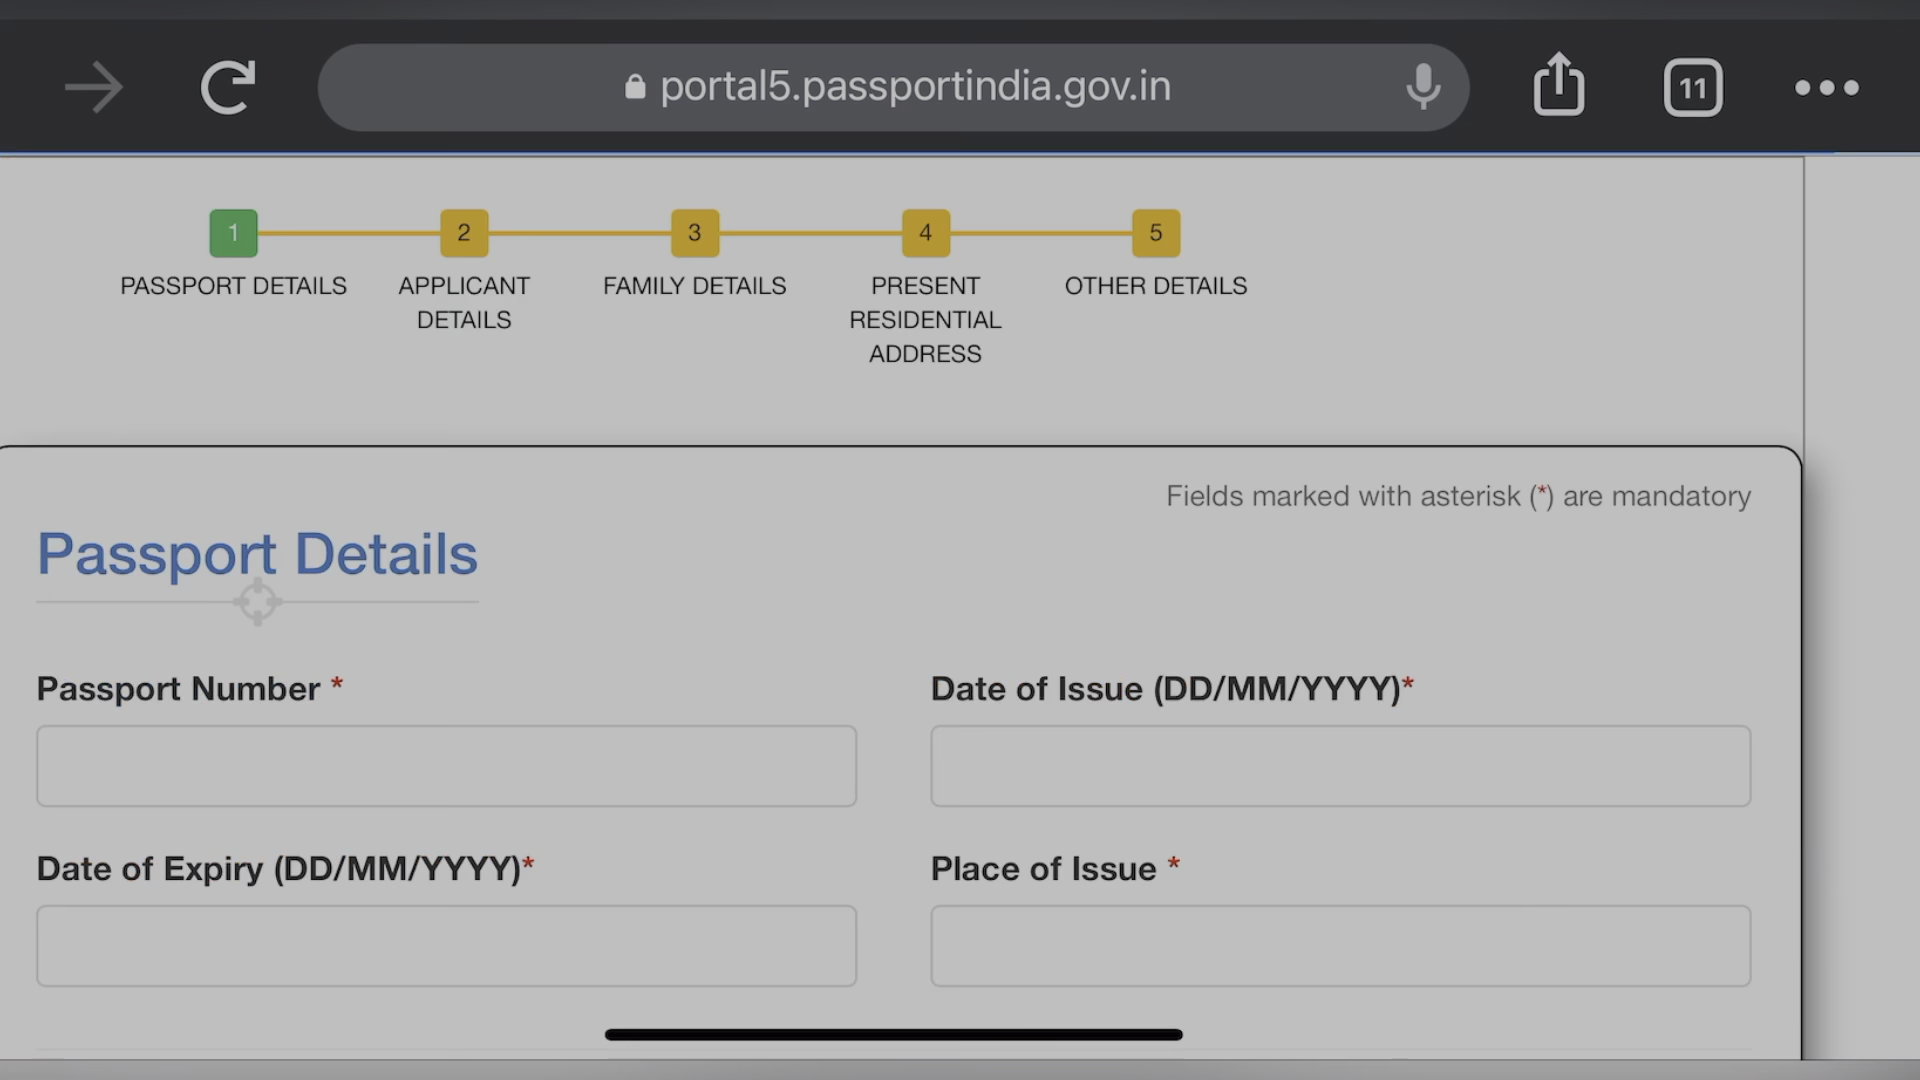 portal5.passportindia.gov.in
11
1
2
3
4
5
PASSPORT DETAILS
APPLICANT
DETAILS
FAMILY DETAILS
PRESENT
RESIDENTIAL
ADDRESS
OTHER DETAILS
Fields marked with asterisk (*) are mandatory
Passport Details
Passport Number *
Date of Issue (DD/MM/YYYY)*
Date of Expiry (DD/MM/YYYY)*
Place of Issue *